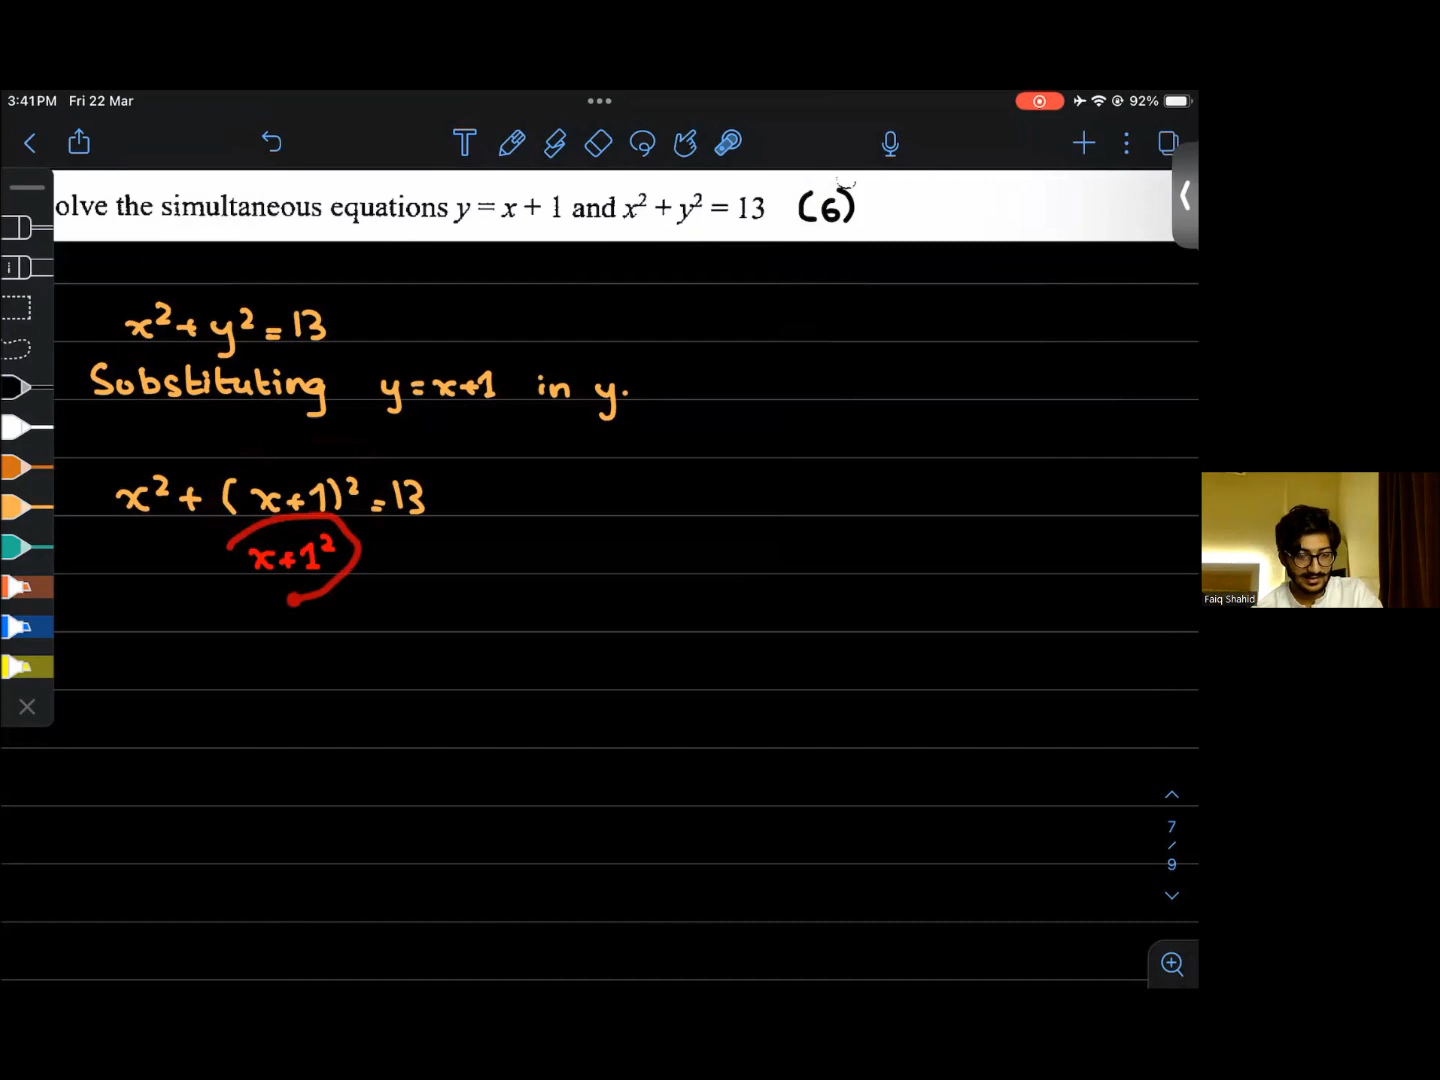 3:41PM Fri 22 Mar
92%
olve the simultaneous equations y = x + 1 and x² + y² = 13 (6)
x² + y² = 13
Substituting y = x+1 in y.
x² + (x+1)² = 13
x+1²
Faiq Shahid
7
/
9